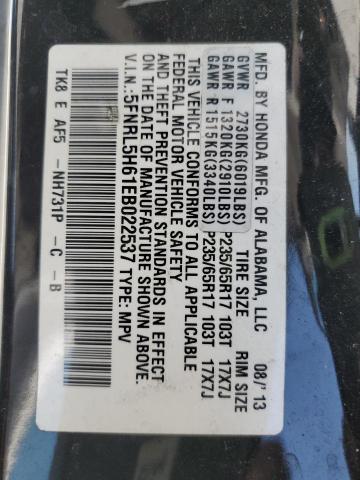 MFD. BY HONDA MFG. OF ALABAMA, LLC 08/'13
GVWR 2730KG(6019LBS) TIRE SIZE RIM SIZE
GAWR F 1320KG(2910LBS) P235/65R17 103T 17X7J
GAWR R 1515KG(3340LBS) P235/65R17 103T 17X7J
THIS VEHICLE CONFORMS TO ALL APPLICABLE
FEDERAL MOTOR VEHICLE SAFETY
AND THEFT PREVENTION STANDARDS IN EFFECT
ON THE DATE OF MANUFACTURE SHOWN ABOVE.
V.I.N.:5FNRL5H61EB022537 TYPE: MPV
TK8 E AF5 -NH731P -C -B